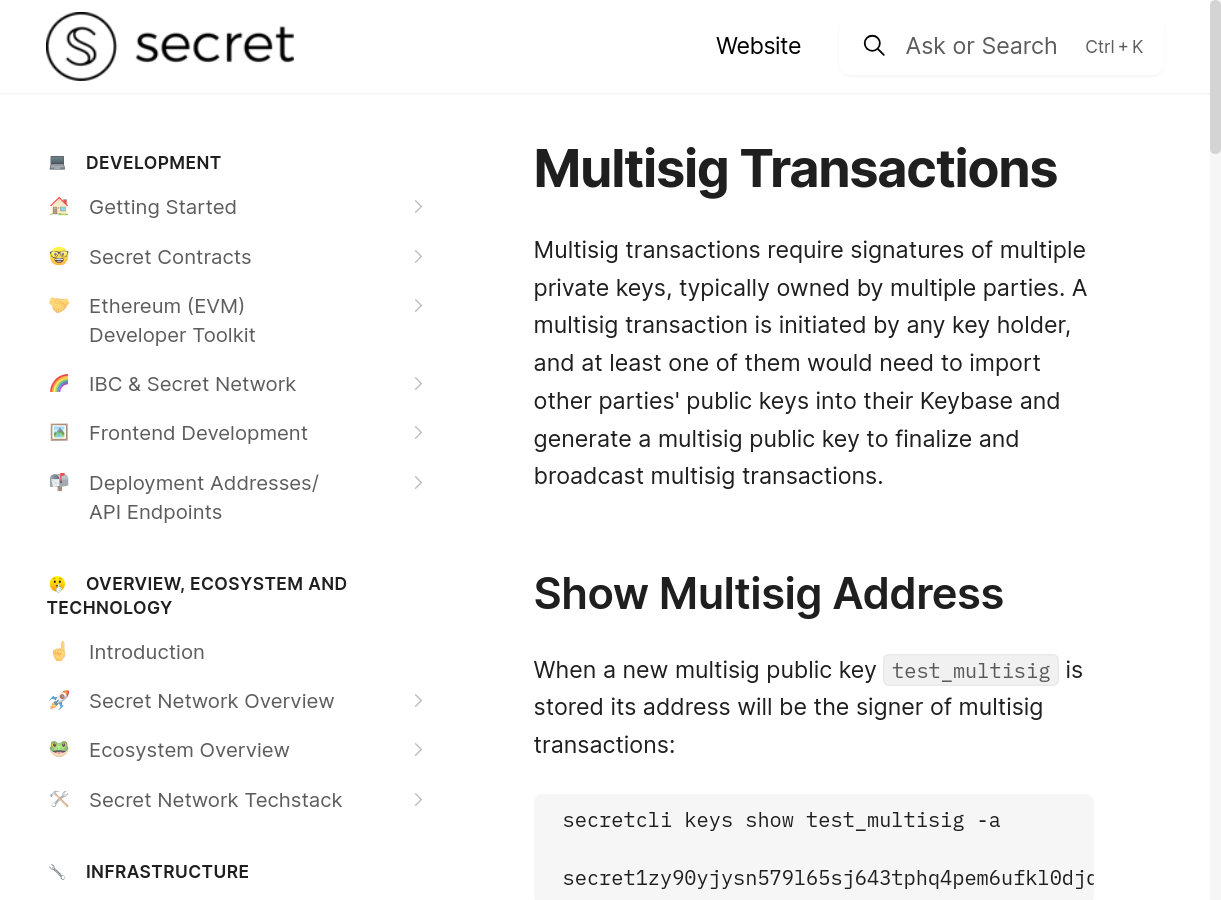 secret
Website
Ask or Search
Ctrl + K
DEVELOPMENT
Getting Started
Secret Contracts
Ethereum (EVM)
Developer Toolkit
IBC & Secret Network
Frontend Development
Deployment Addresses/
API Endpoints
OVERVIEW, ECOSYSTEM AND
TECHNOLOGY
Introduction
Secret Network Overview
Ecosystem Overview
Secret Network Techstack
INFRASTRUCTURE
Multisig Transactions
Multisig transactions require signatures of multiple
private keys, typically owned by multiple parties. A
multisig transaction is initiated by any key holder,
and at least one of them would need to import
other parties' public keys into their Keybase and
generate a multisig public key to finalize and
broadcast multisig transactions.
Show Multisig Address
When a new multisig public key test_multisig is
stored its address will be the signer of multisig
transactions:
secretcli keys show test_multisig -a
secret1zy90yjysn579l65sj643tphq4pem6ufkl0djd